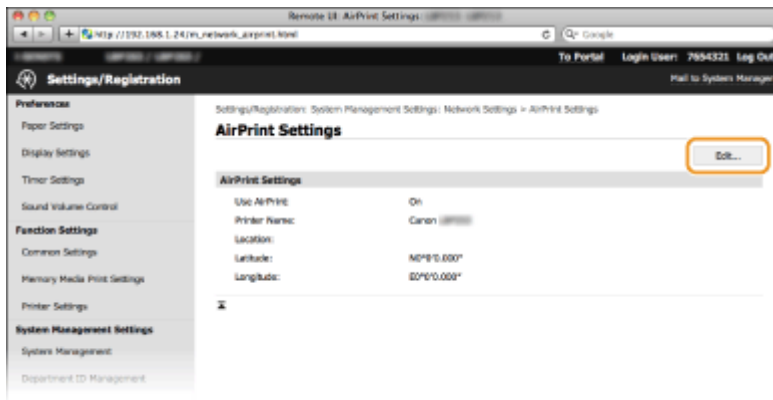 Remote UI: AirPrint Settings:
http://192.168.1.24/m_network_airprint.html
Google
To Portal Login User: 7654321 Log Out
Settings/Registration
Mail to System Manager
Preferences
Paper Settings
Display Settings
Timer Settings
Sound Volume Control
Function Settings
Common Settings
Memory Media Print Settings
Printer Settings
System Management Settings
System Management
Department ID Management
Settings/Registration: System Management Settings: Network Settings > AirPrint Settings
AirPrint Settings
Edit...
AirPrint Settings
Use AirPrint: On
Printer Name: Canon
Location:
Latitude: N0°0'0.000"
Longitude: E0°0'0.000"